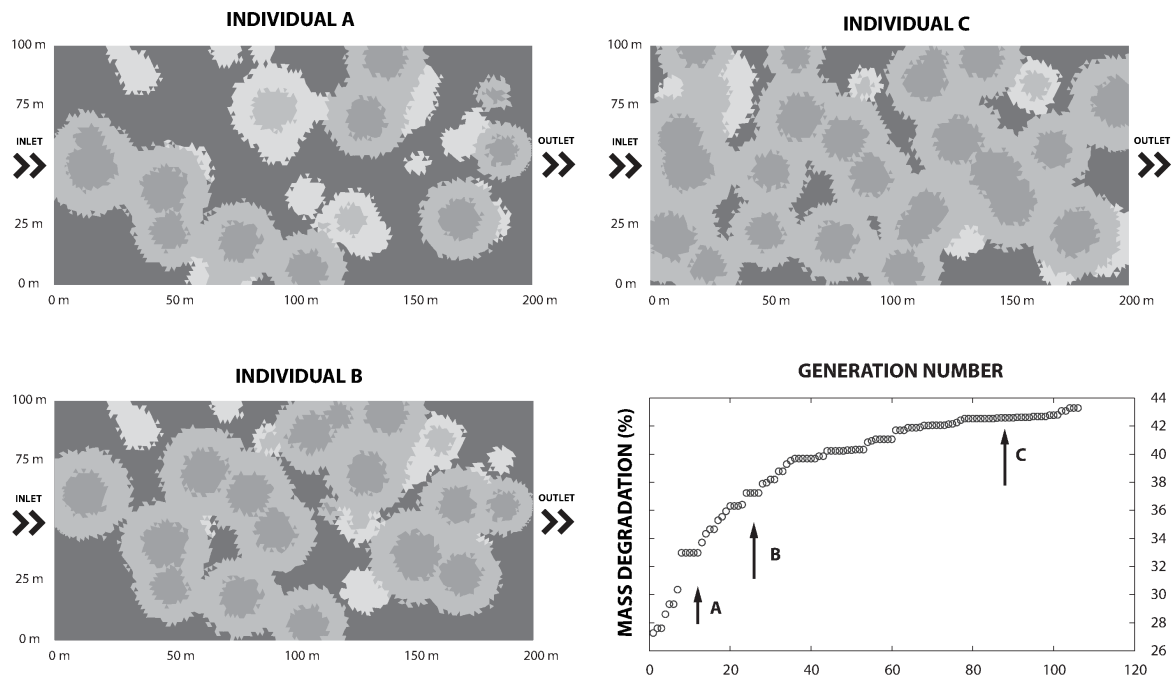 INDIVIDUAL A
100 m
75 m
INLET
OUTLET
25 m
0 m
0 m 50 m 100 m 150 m 200 m
INDIVIDUAL C
100 m
75 m
INLET
OUTLET
25 m
0 m
0 m 50 m 100 m 150 m 200 m
INDIVIDUAL B
100 m
75 m
INLET
OUTLET
25 m
0 m
0 m 50 m 100 m 150 m 200 m
GENERATION NUMBER
MASS DEGRADATION (%)
44
42
40
38
36
34
32
30
28
26
A
B
C
0 20 40 60 80 100 120